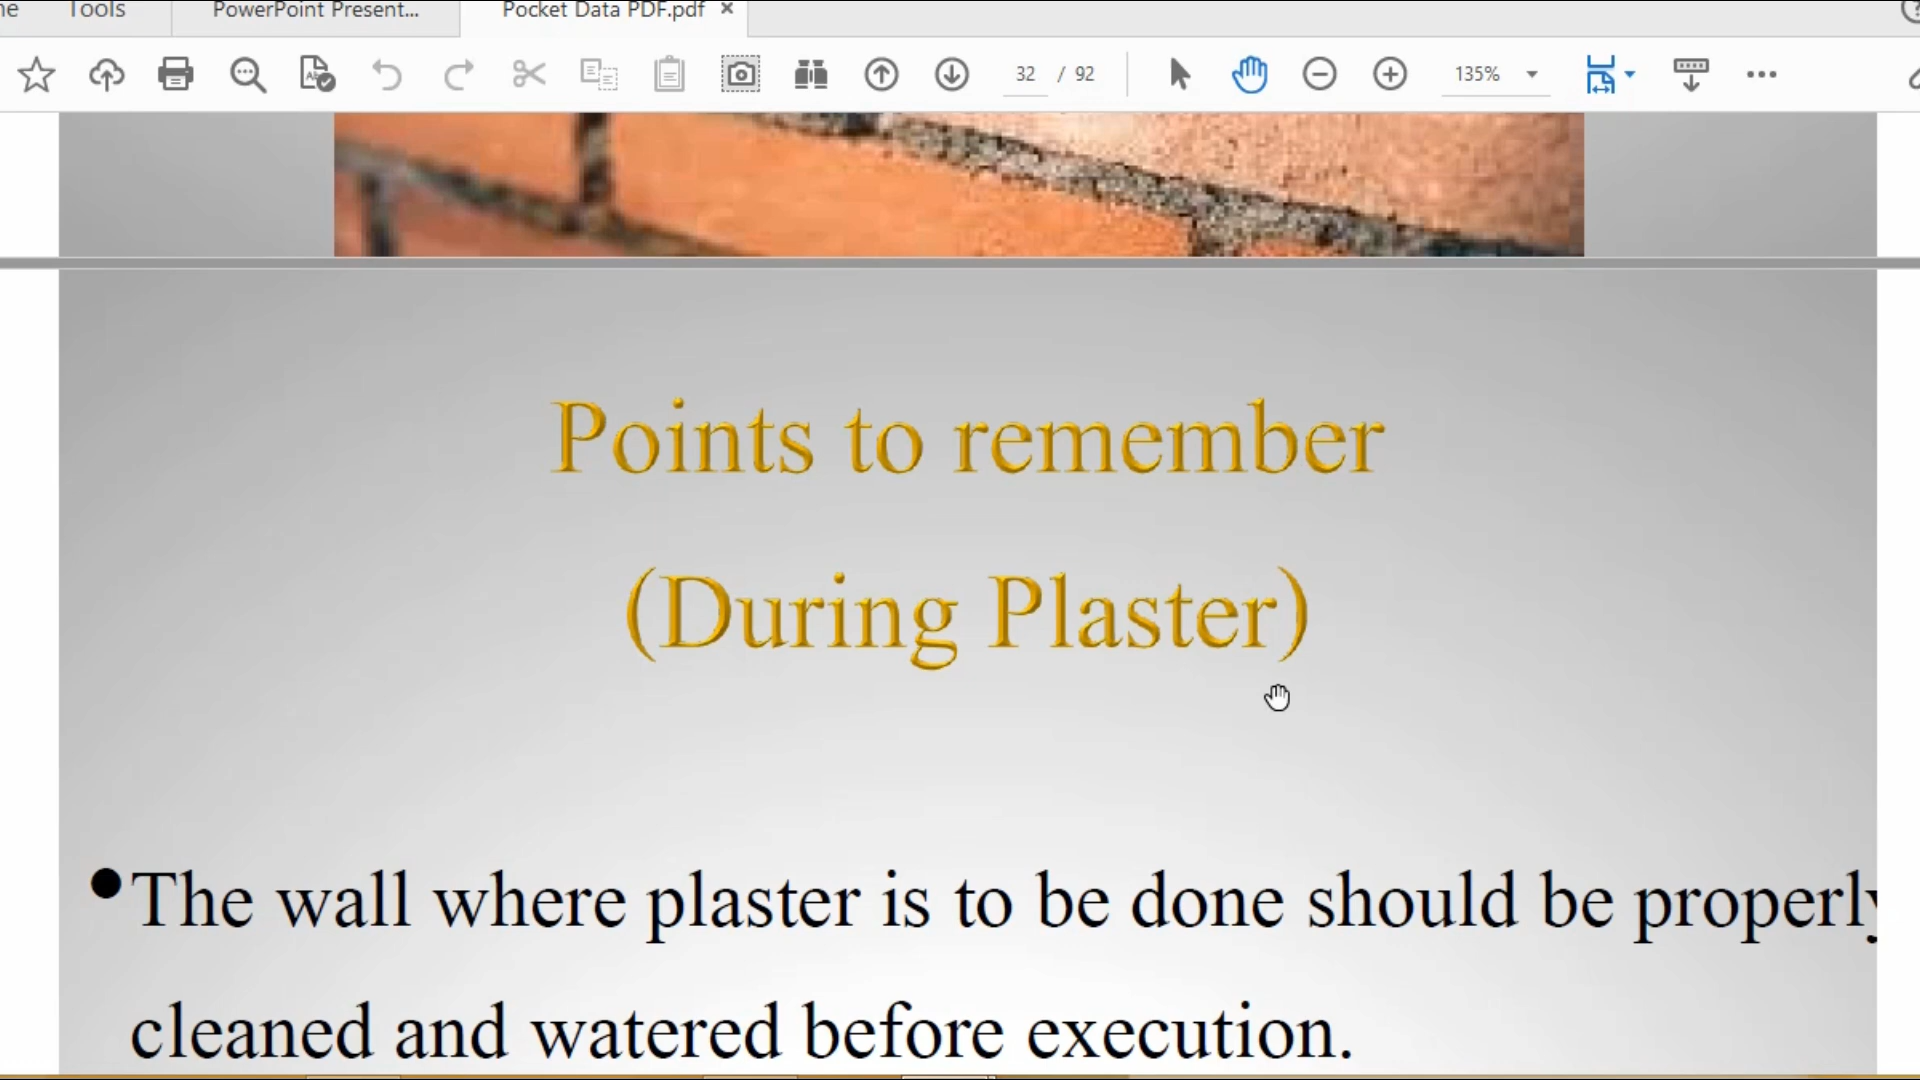 Tools
PowerPoint Present...
Pocket Data PDF.pdf
32 / 92
135%
Points to remember
(During Plaster)
•The wall where plaster is to be done should be properly
cleaned and watered before execution.